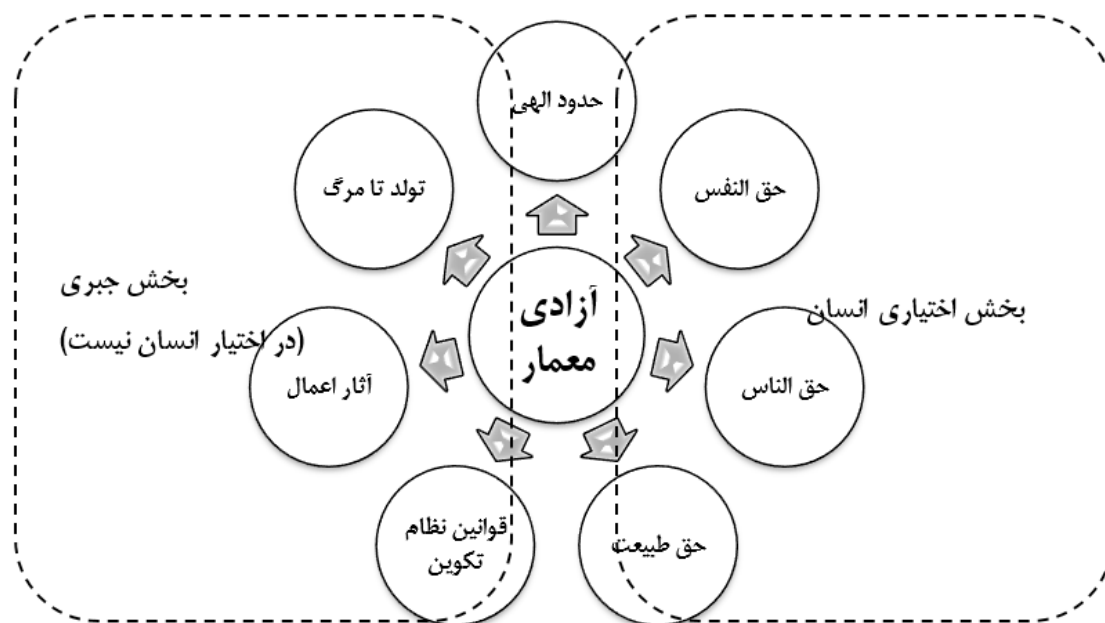 حدود الهی
حق النفس
تولد تا مرگ
آزادی
معمار
بخش اختیاری انسان
بخش جبری
(در اختیار انسان نیست)
حق الناس
آثار اعمال
حق طبیعت
قوانین نظام
تکوین